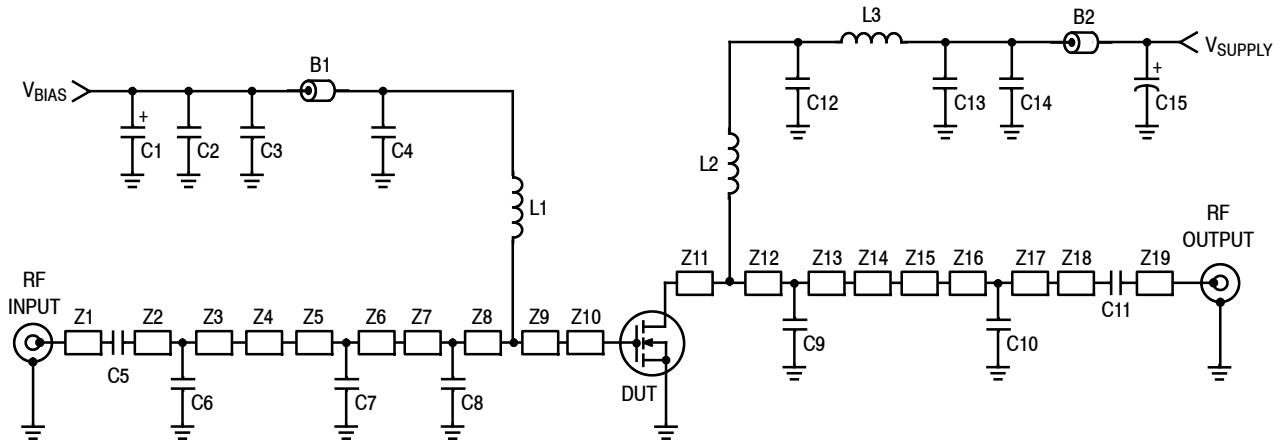 L3
B2
V_SUPPLY
B1
V_BIAS
+
C12
C13
C14
+
C15
C1
C2
C3
C4
L2
L1
RF
OUTPUT
Z11
Z12
Z13
Z14
Z15
Z16
Z17
Z18
Z19
RF
INPUT
C11
Z1
Z2
Z3
Z4
Z5
Z6
Z7
Z8
Z9
Z10
C9
C10
C5
DUT
C6
C7
C8